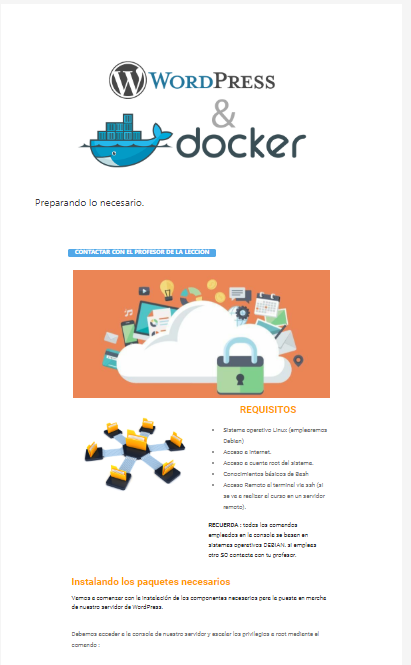 WORDPRESS
&
docker
Preparando lo necesario.
CONTACTAR CON EL PROFESOR DE LA LECCION
REQUISITOS
Sistema operativo Linux (emplearemos
Debian)
Acceso a Internet.
Acceso a cuenta root del sistema.
Conocimientos básicos de Bash
Acceso Remoto al terminal vía ssh (si
se va a realizar el curso en un servidor
remoto).
RECUERDA : todos los comandos
empleados en la consola se basan en
sistemas operativos DEBIAN. si empleas
otro SO contacta con tu profesor.
Instalando los paquetes necesarios
Vamos a comenzar con la instalación de los componentes necesarios para la puesta en marcha
de nuestro servidor de WordPress.
Debemos acceder a la consola de nuestro servidor y escalar los privilegios a root mediante el
comando :